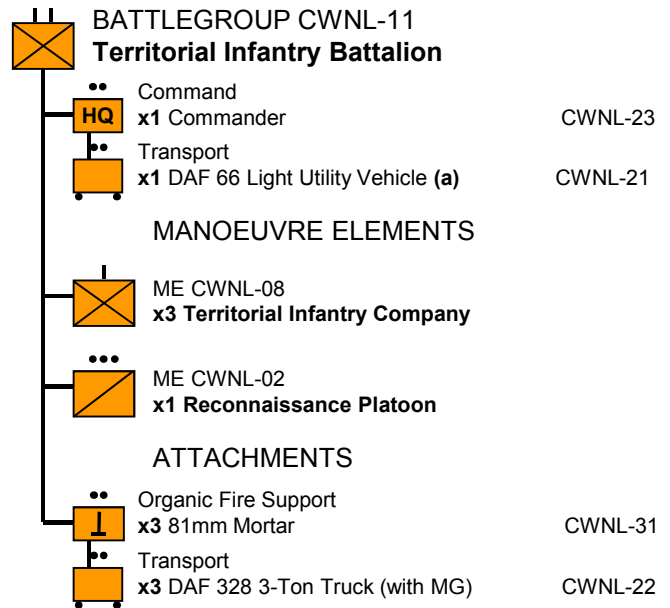 BATTLEGROUP CWNL-11
Territorial Infantry Battalion
Command
HQ x1 Commander CWNL-23
Transport
x1 DAF 66 Light Utility Vehicle (a) CWNL-21
MANOEUVRE ELEMENTS
ME CWNL-08
x3 Territorial Infantry Company
ME CWNL-02
x1 Reconnaissance Platoon
ATTACHMENTS
Organic Fire Support
x3 81mm Mortar CWNL-31
Transport
x3 DAF 328 3-Ton Truck (with MG) CWNL-22